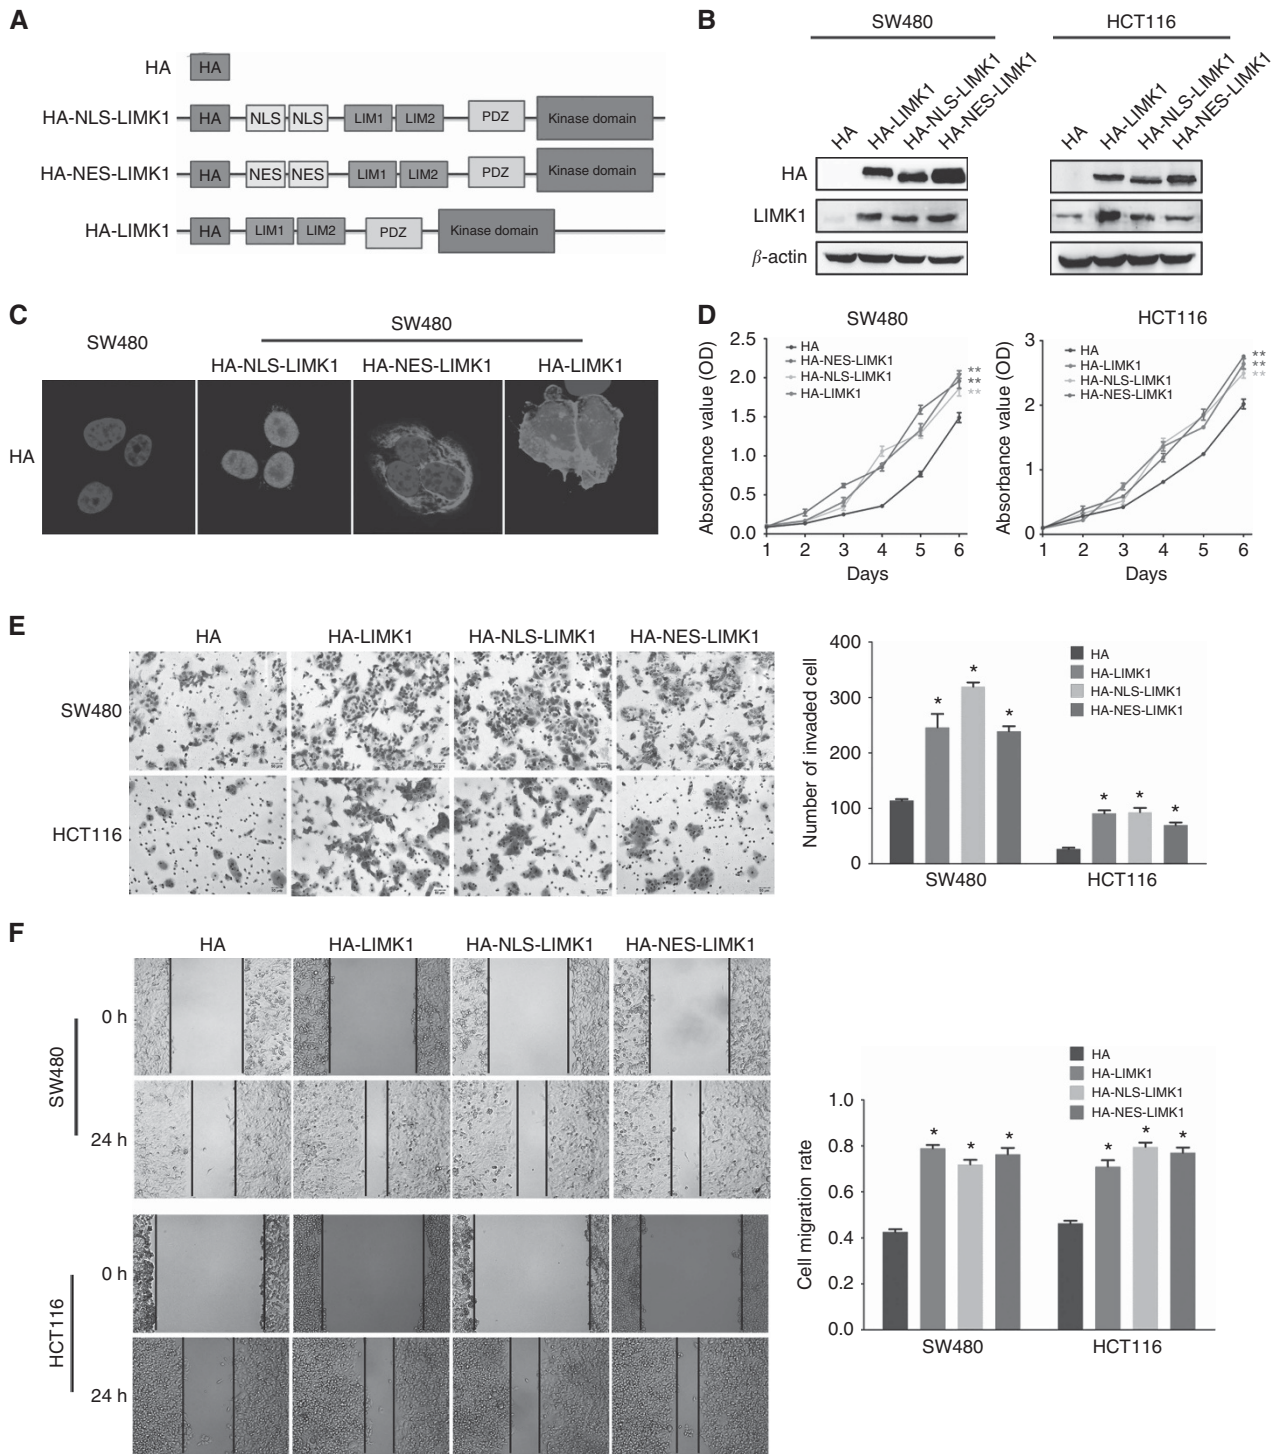 A
HA
HA
HA-NLS-LIMK1
HA NLS NLS LIM1 LIM2 PDZ Kinase domain
HA-NES-LIMK1
HA NES NES LIM1 LIM2 PDZ Kinase domain
HA-LIMK1
HA LIM1 LIM2 PDZ Kinase domain
B
SW480 HCT116
HA HA-LIMK1 HA-NLS-LIMK1 HA-NES-LIMK1
HA HA-LIMK1 HA-NLS-LIMK1 HA-NES-LIMK1
HA
LIMK1
β-actin
C
SW480
SW480
HA-NLS-LIMK1 HA-NES-LIMK1 HA-LIMK1
HA
D
SW480
Absorbance value (OD)
2.5
2.0
1.5
1.0
0.5
0.0
HA
HA-NES-LIMK1
HA-NLS-LIMK1
HA-LIMK1
**
**
**
1 2 3 4 5 6
Days
HCT116
Absorbance value (OD)
3
2
1
0
HA
HA-LIMK1
HA-NLS-LIMK1
HA-NES-LIMK1
**
**
**
1 2 3 4 5 6
Days
E
HA HA-LIMK1 HA-NLS-LIMK1 HA-NES-LIMK1
SW480
HCT116
Number of invaded cell
400
300
200
100
0
HA
HA-LIMK1
HA-NLS-LIMK1
HA-NES-LIMK1
* * *
* * *
SW480 HCT116
F
HA HA-LIMK1 HA-NLS-LIMK1 HA-NES-LIMK1
SW480
0 h
24 h
HCT116
0 h
24 h
Cell migration rate
1.0
0.8
0.6
0.4
0.2
0.0
HA
HA-LIMK1
HA-NLS-LIMK1
HA-NES-LIMK1
* * *
* * *
SW480 HCT116